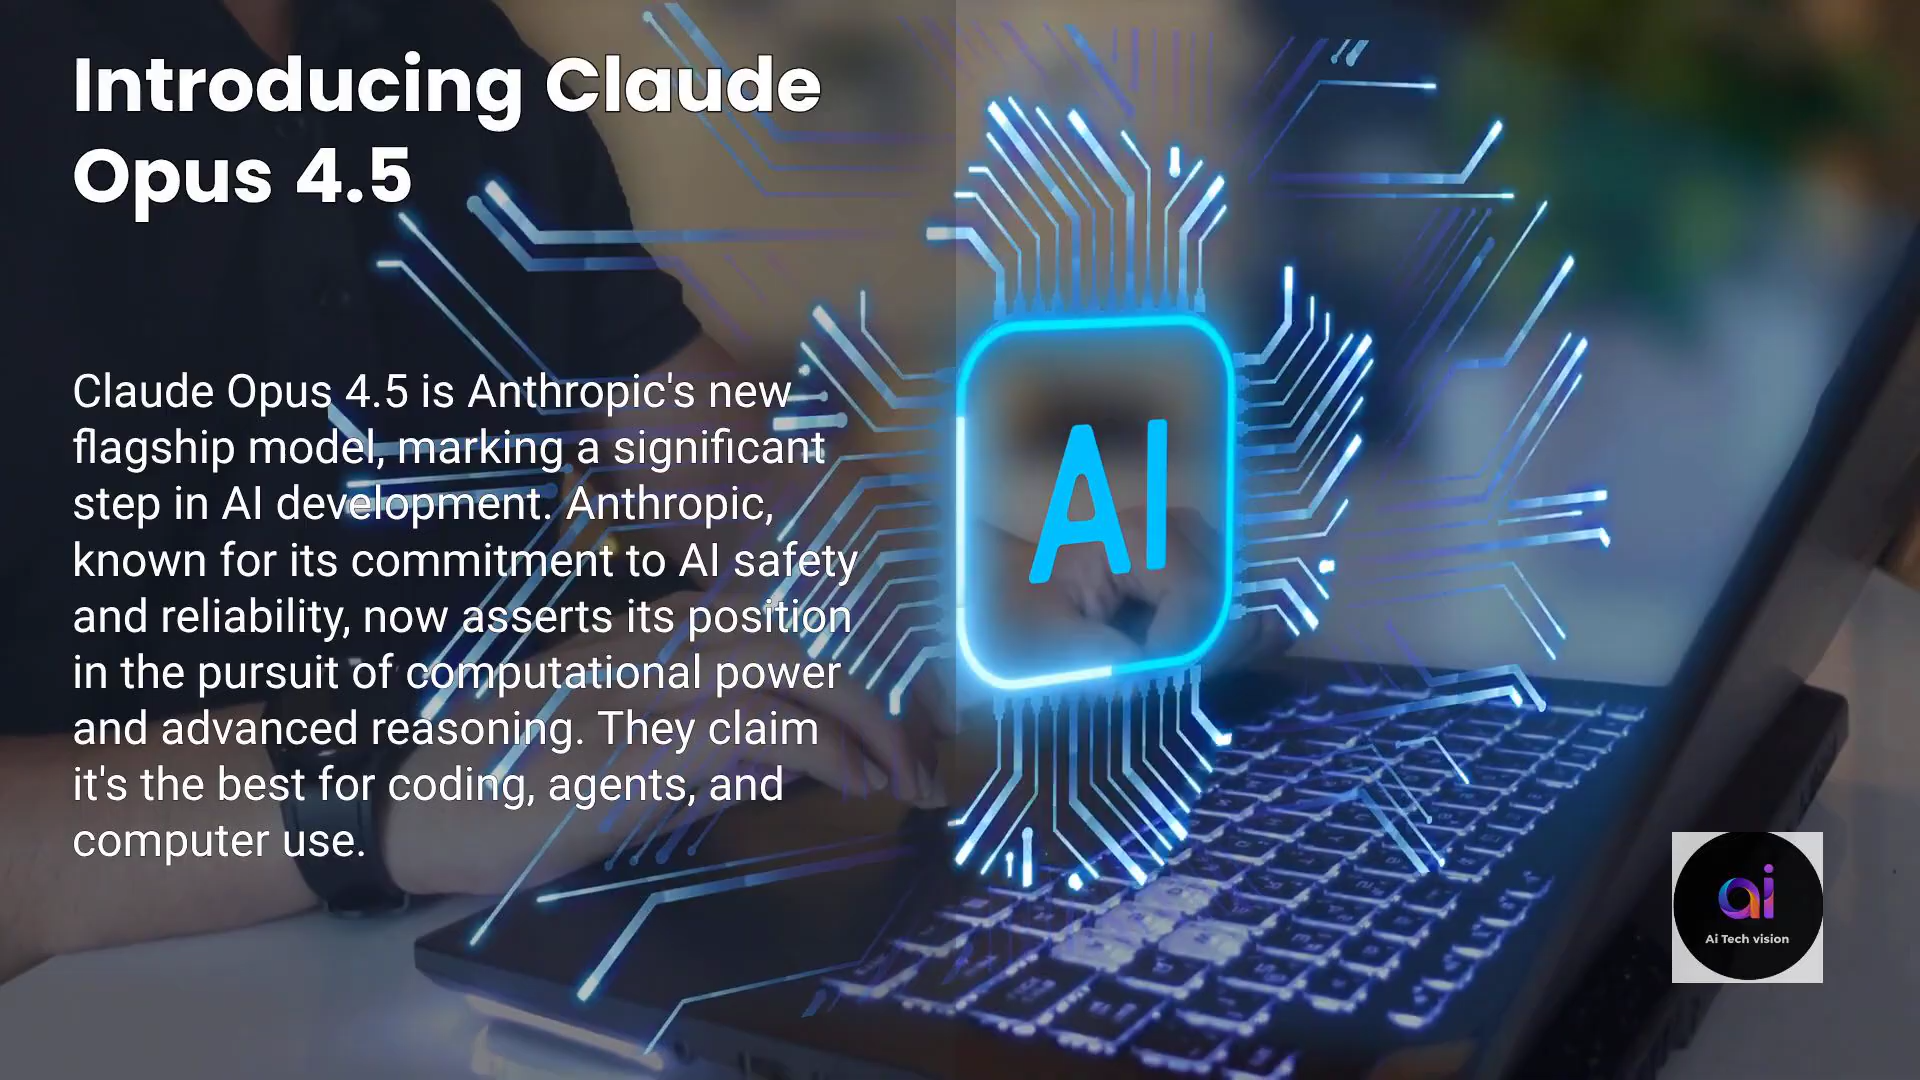 Introducing Claude
Opus 4.5
Claude Opus 4.5 is Anthropic's new
flagship model, marking a significant
step in AI development. Anthropic,
known for its commitment to AI safety
and reliability, now asserts its position
in the pursuit of computational power
and advanced reasoning. They claim
it's the best for coding, agents, and
computer use.
AI
ai
Ai Tech vision